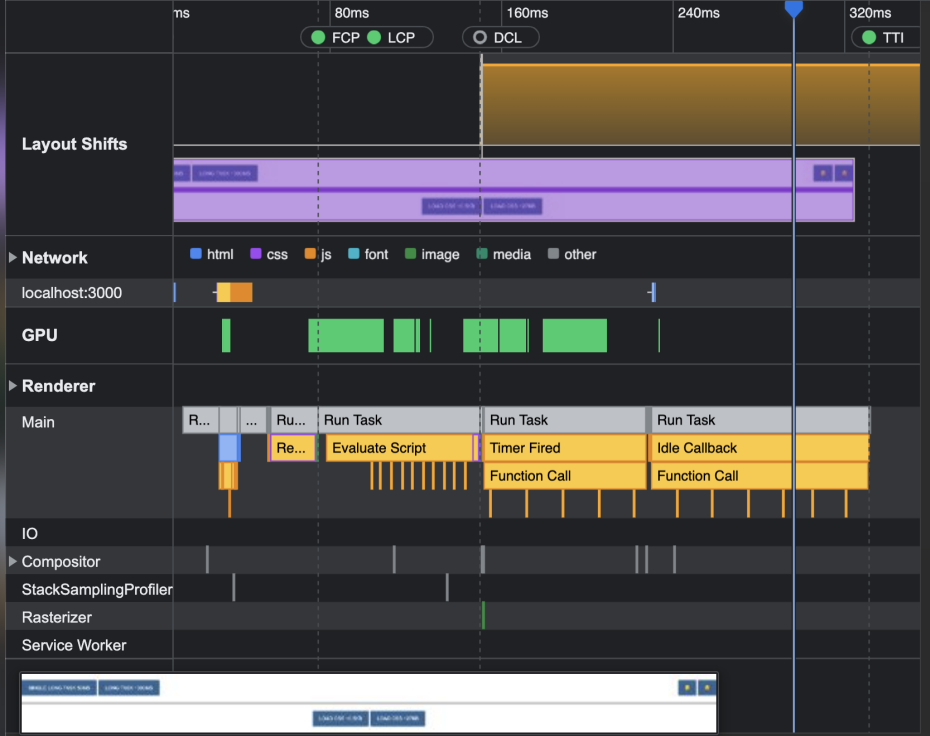 ms 80ms 160ms 240ms 320ms
FCP LCP DCL TTI
Layout Shifts
Network html css js font image media other
localhost:3000
GPU
Renderer
Main R... ... Ru... Run Task Run Task Run Task
Re... Evaluate Script Timer Fired Idle Callback
Function Call Function Call
IO
Compositor
StackSamplingProfiler
Rasterizer
Service Worker